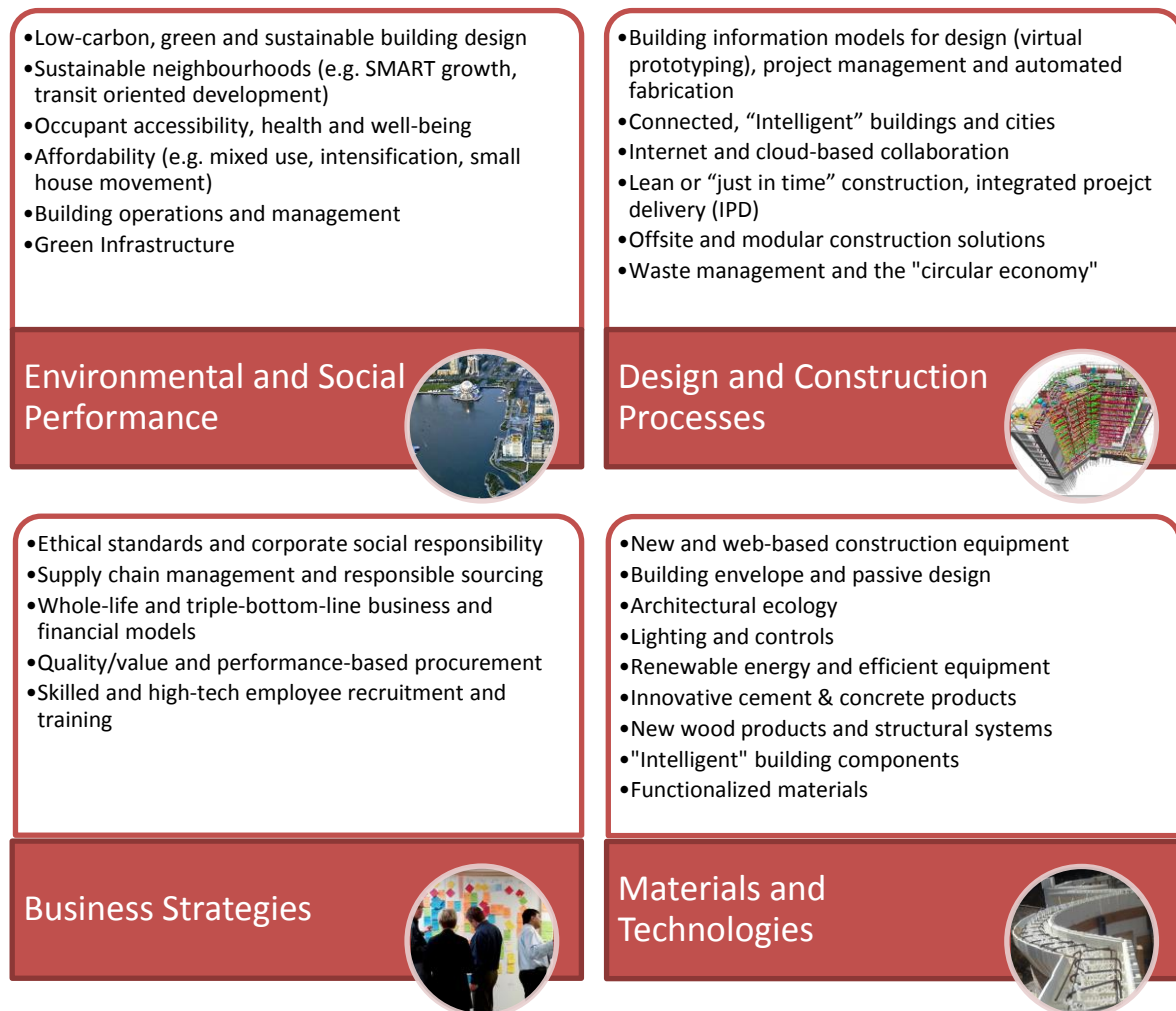 •Low-carbon, green and sustainable building design
•Sustainable neighbourhoods (e.g. SMART growth,
transit oriented development)
•Occupant accessibility, health and well-being
•Affordability (e.g. mixed use, intensification, small
house movement)
•Building operations and management
•Green Infrastructure
Environmental and Social
Performance
•Building information models for design (virtual
prototyping), project management and automated
fabrication
•Connected, “Intelligent” buildings and cities
•Internet and cloud-based collaboration
•Lean or “just in time” construction, integrated proejct
delivery (IPD)
•Offsite and modular construction solutions
•Waste management and the "circular economy"
Design and Construction
Processes
•Ethical standards and corporate social responsibility
•Supply chain management and responsible sourcing
•Whole-life and triple-bottom-line business and
financial models
•Quality/value and performance-based procurement
•Skilled and high-tech employee recruitment and
training
Business Strategies
•New and web-based construction equipment
•Building envelope and passive design
•Architectural ecology
•Lighting and controls
•Renewable energy and efficient equipment
•Innovative cement & concrete products
•New wood products and structural systems
•"Intelligent" building components
•Functionalized materials
Materials and
Technologies